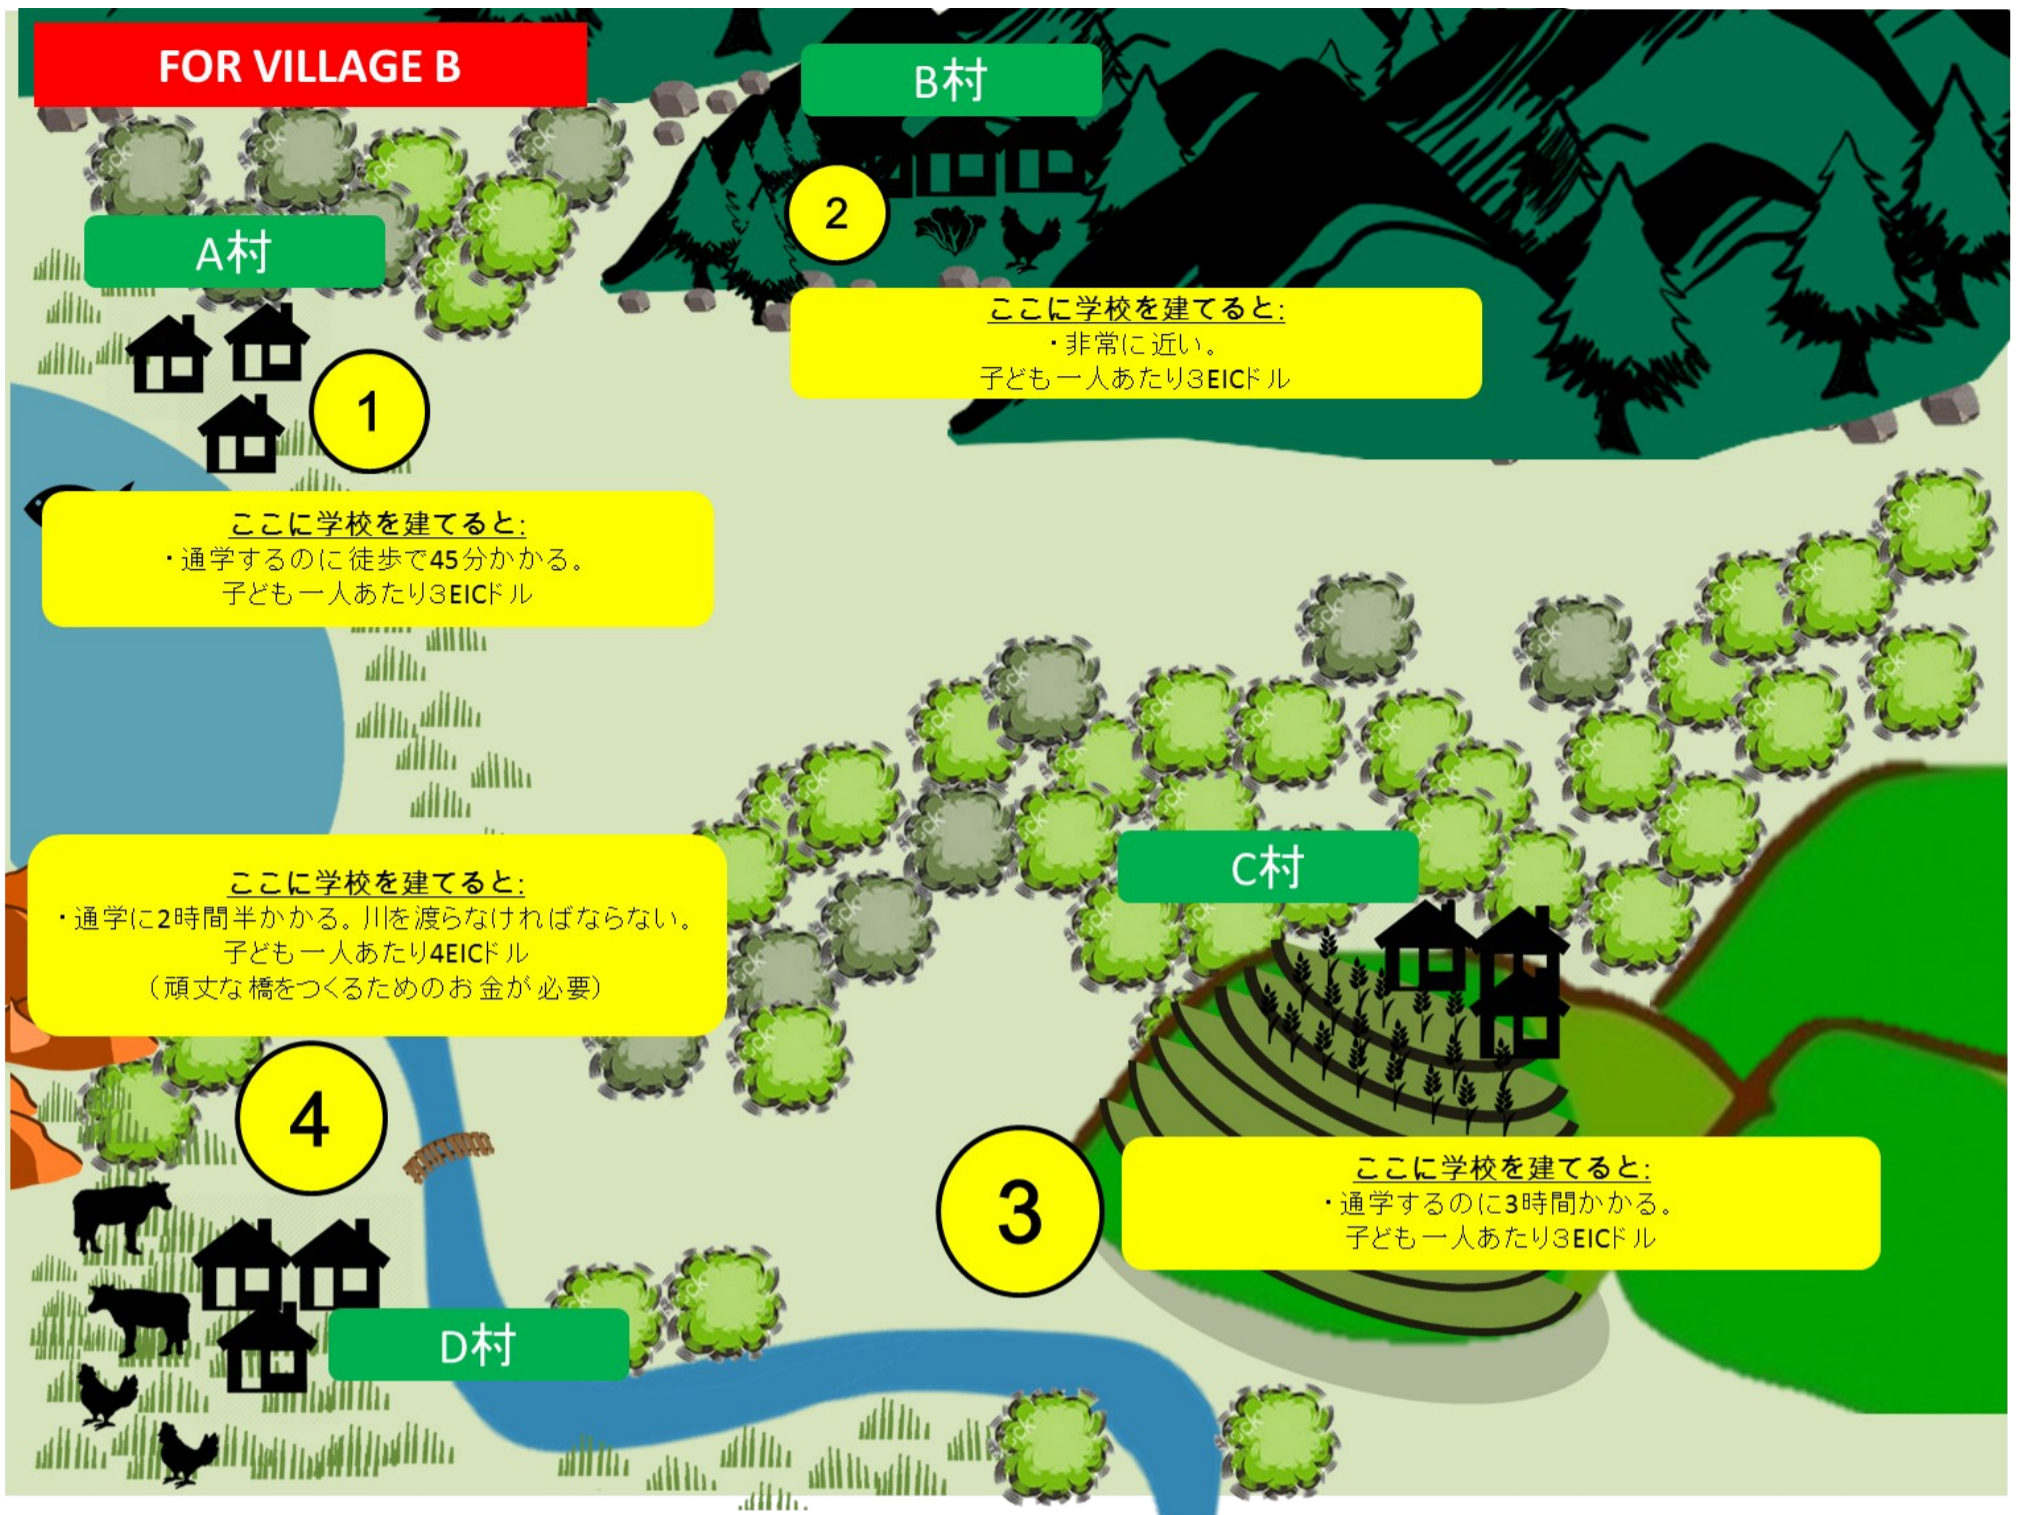 FOR VILLAGE B
B村
2
A村
ここに学校を建てると:
・非常に近い。
子ども一人あたり3EICドル
1
ここに学校を建てると:
・通学するのに徒歩で45分かかる。
子ども一人あたり3EICドル
C村
ここに学校を建てると:
・通学に2時間半かかる。川を渡らなければならない。
子ども一人あたり4EICドル
(頑丈な橋をつくるためのお金が必要)
4
3
ここに学校を建てると:
・通学するのに3時間かかる。
子ども一人あたり3EICドル
D村